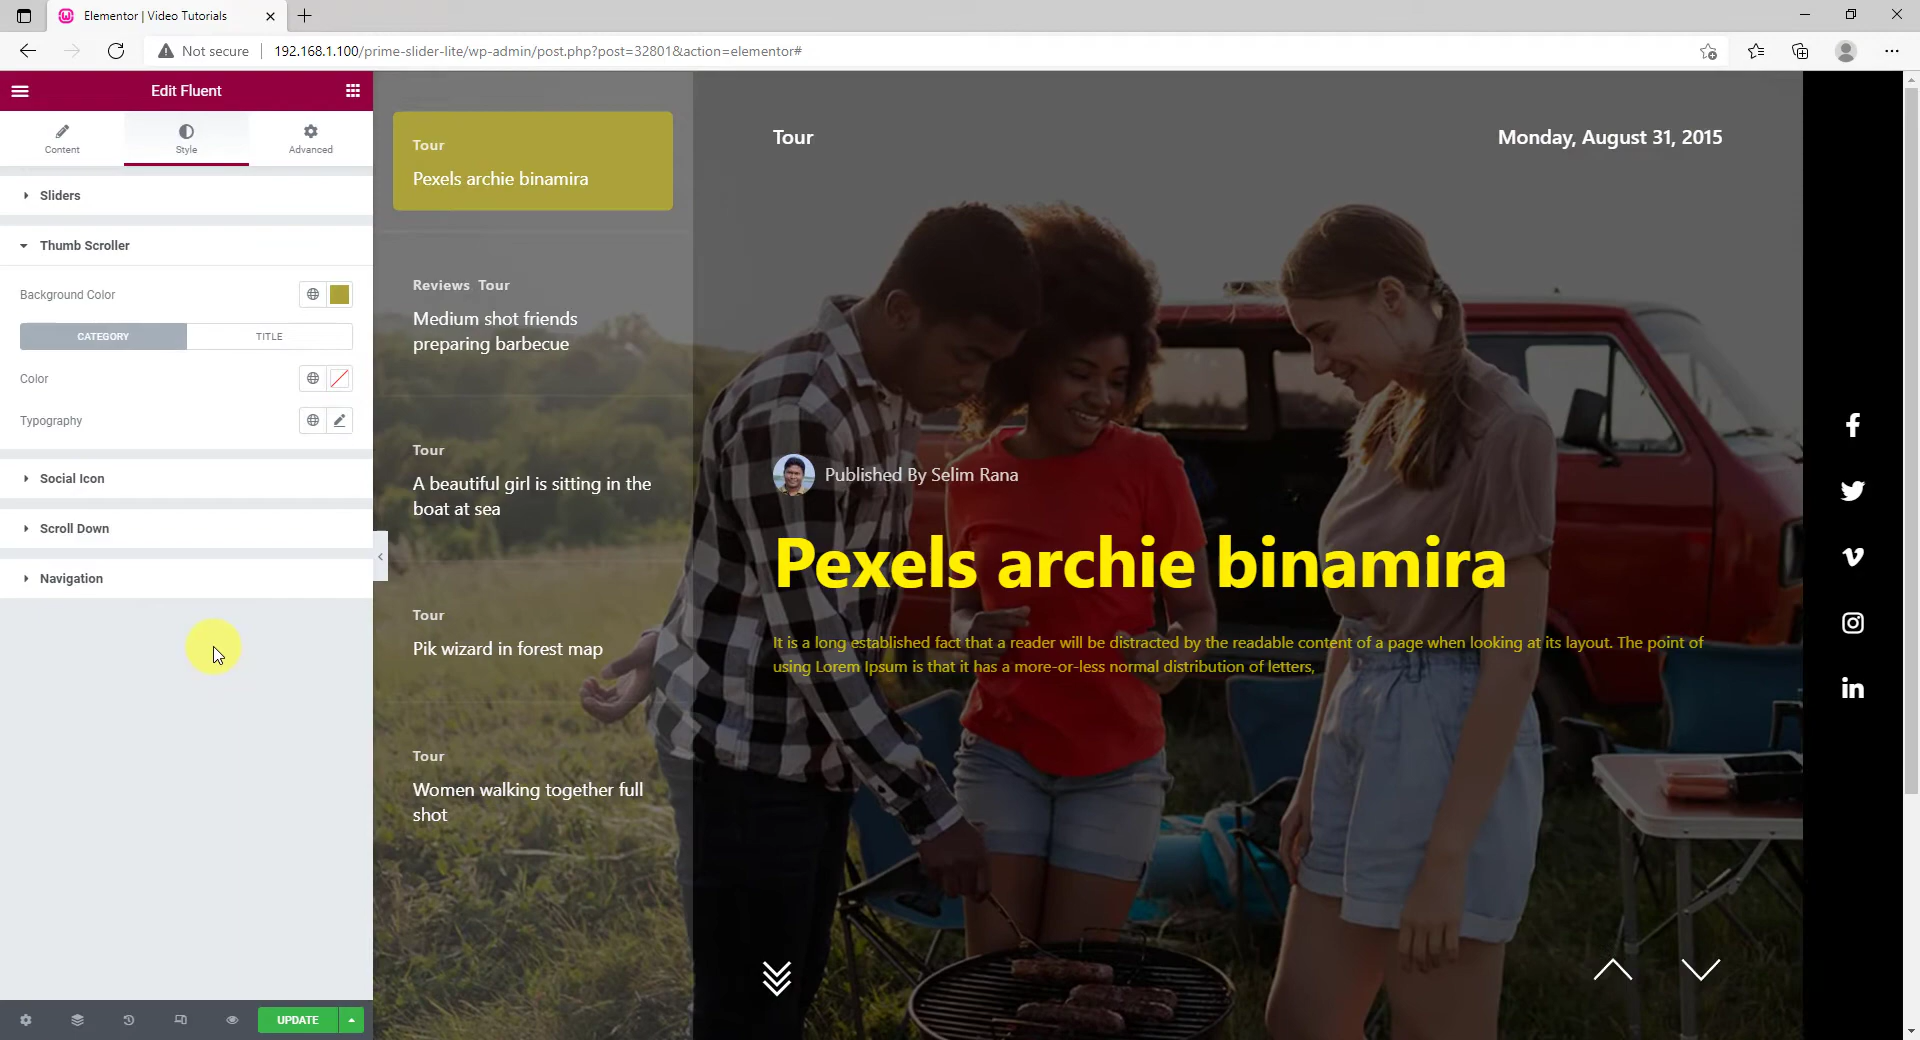 Elementor | Video Tutorials
Not secure
192.168.1.100/prime-slider-lite/wp-admin/post.php?post=32801&action=elementor#
Edit Fluent
Content
Style
Advanced
Sliders
Thumb Scroller
Background Color
CATEGORY
TITLE
Color
Typography
Social Icon
Scroll Down
Navigation
UPDATE
Tour
Pexels archie binamira
Reviews Tour
Medium shot friends
preparing barbecue
Tour
A beautiful girl is sitting in the
boat at sea
Tour
Pik wizard in forest map
Tour
Women walking together full
shot
Tour
Monday, August 31, 2015
Published By Selim Rana
Pexels archie binamira
It is a long established fact that a reader will be distracted by the readable content of a page when looking at its layout. The point of
using Lorem Ipsum is that it has a more-or-less normal distribution of letters,